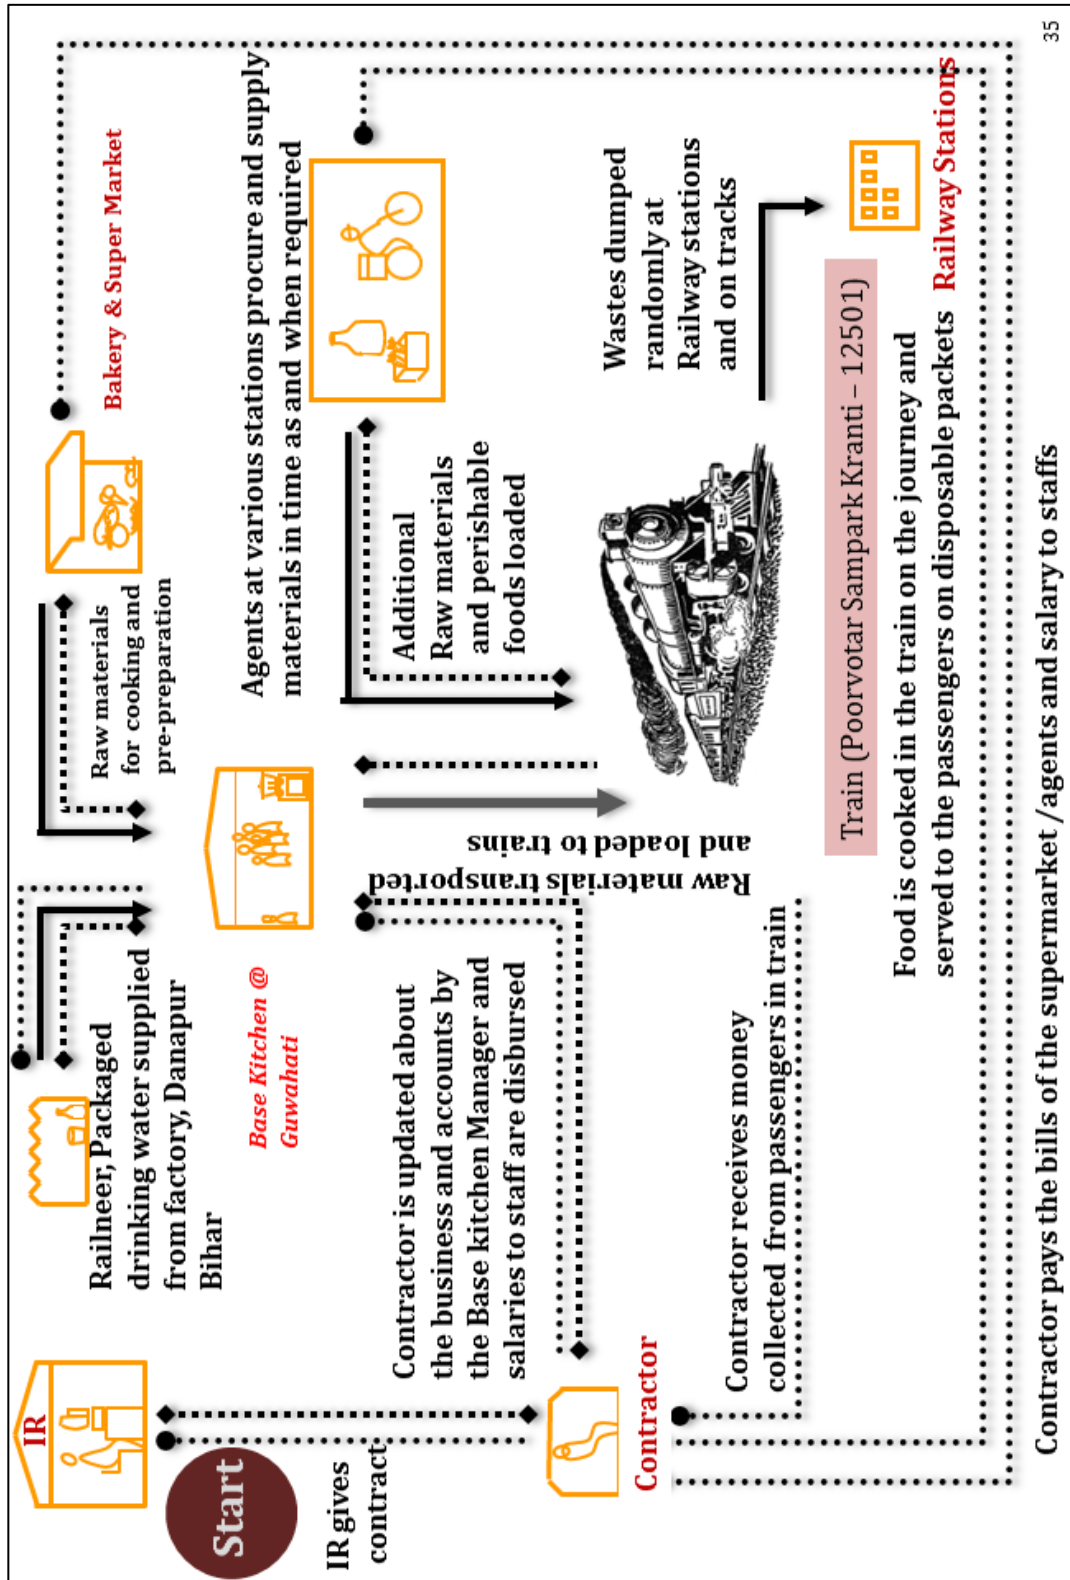 IR
Start
IR gives
contract
Railneer, Packaged
drinking water supplied
from factory, Danapur
Bihar
Raw materials
for cooking and
pre-preparation
Bakery & Super Market
Base Kitchen @
Guwahati
Agents at various stations procure and supply
materials in time as and when required
Contractor is updated about
the business and accounts by
the Base kitchen Manager and
salaries to staff are disbursed
Raw materials transported
and loaded to trains
Additional
Raw materials
and perishable
foods loaded
Wastes dumped
randomly at
Railway stations
and on tracks
Contractor
Contractor receives money
collected from passengers in train
Train (Poorvotar Sampark Kranti – 12501)
Food is cooked in the train on the journey and
served to the passengers on disposable packets
Railway Stations
Contractor pays the bills of the supermarket /agents and salary to staffs
35